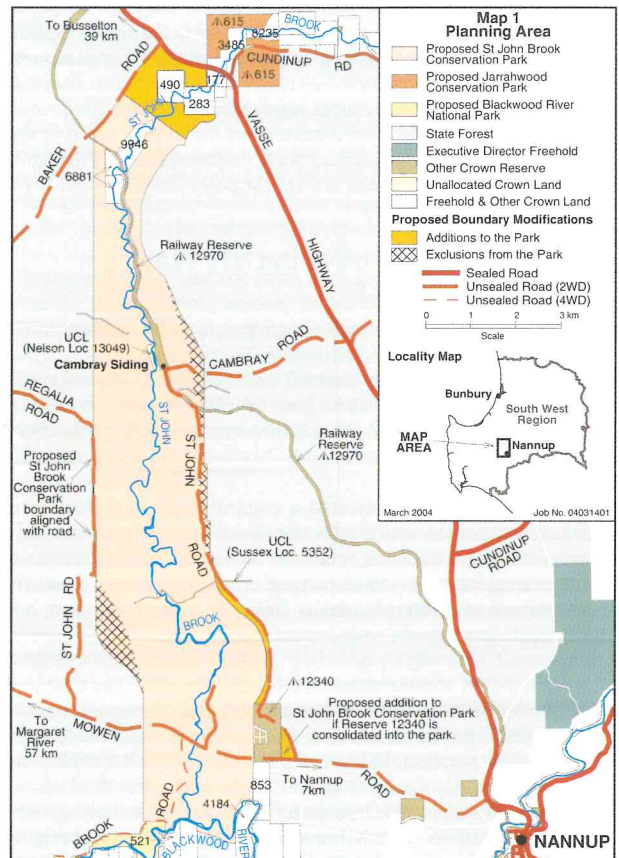 To Busselton
39 km
ROAD
BAKER
⚠615
8235
BROOK
3485
CUNDINUP
RD
⚠615
177
490
283
ST JOHN
9946
6881
VASSE
HIGHWAY
Railway Reserve
⚠12970
UCL
(Nelson Loc 13049)
Cambray Siding
CAMBRAY
ROAD
REGALIA
ROAD
ST JOHN
ST JOHN
ROAD
Proposed
St John
Brook
Conservation
Park
boundary
aligned
with road.
Railway
Reserve
⚠12970
UCL
(Sussex Loc. 5352)
ST JOHN RD
BROOK
⚠12340
Proposed addition to
St John Brook Conservation Park
if Reserve 12340 is
consolidated into the park.
To
Margaret
River
57 km
MOWEN
ROAD
To Nannup
7km
853
4184
ROAD
BROOK
521
BLACKWOOD
RIVER
CUNDINUP
ROAD
NANNUP
Map 1
Planning Area
Proposed St John Brook
Conservation Park
Proposed Jarrahwood
Conservation Park
Proposed Blackwood River
National Park
State Forest
Executive Director Freehold
Other Crown Reserve
Unallocated Crown Land
Freehold & Other Crown Land
Proposed Boundary Modifications
Additions to the Park
Exclusions from the Park
Sealed Road
Unsealed Road (2WD)
Unsealed Road (4WD)
0 1 2 3 km
Scale
Locality Map
Bunbury
South West
Region
MAP
AREA
Nannup
March 2004
Job No. 04031401